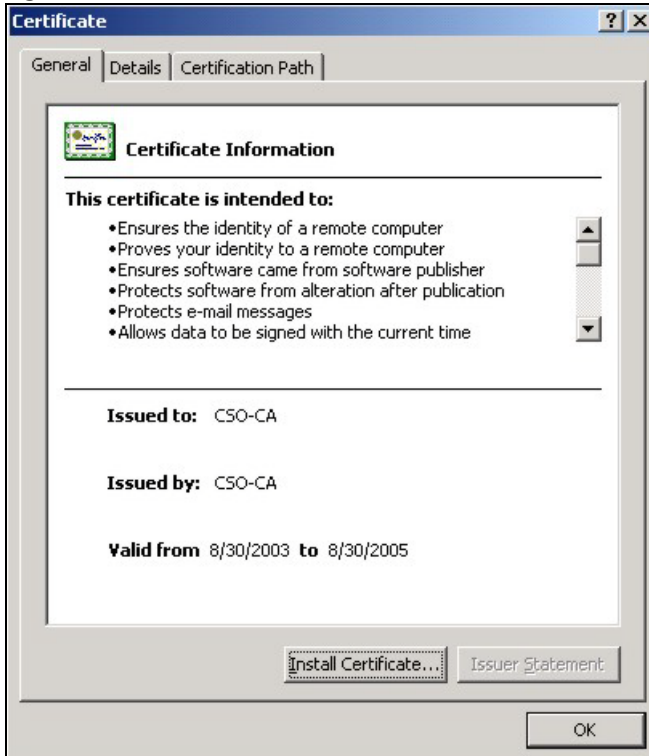 Certificate
General Details Certification Path
Certificate Information
This certificate is intended to:
•Ensures the identity of a remote computer
•Proves your identity to a remote computer
•Ensures software came from software publisher
•Protects software from alteration after publication
•Protects e-mail messages
•Allows data to be signed with the current time
Issued to: CSO-CA
Issued by: CSO-CA
Valid from 8/30/2003 to 8/30/2005
Install Certificate... Issuer Statement
OK